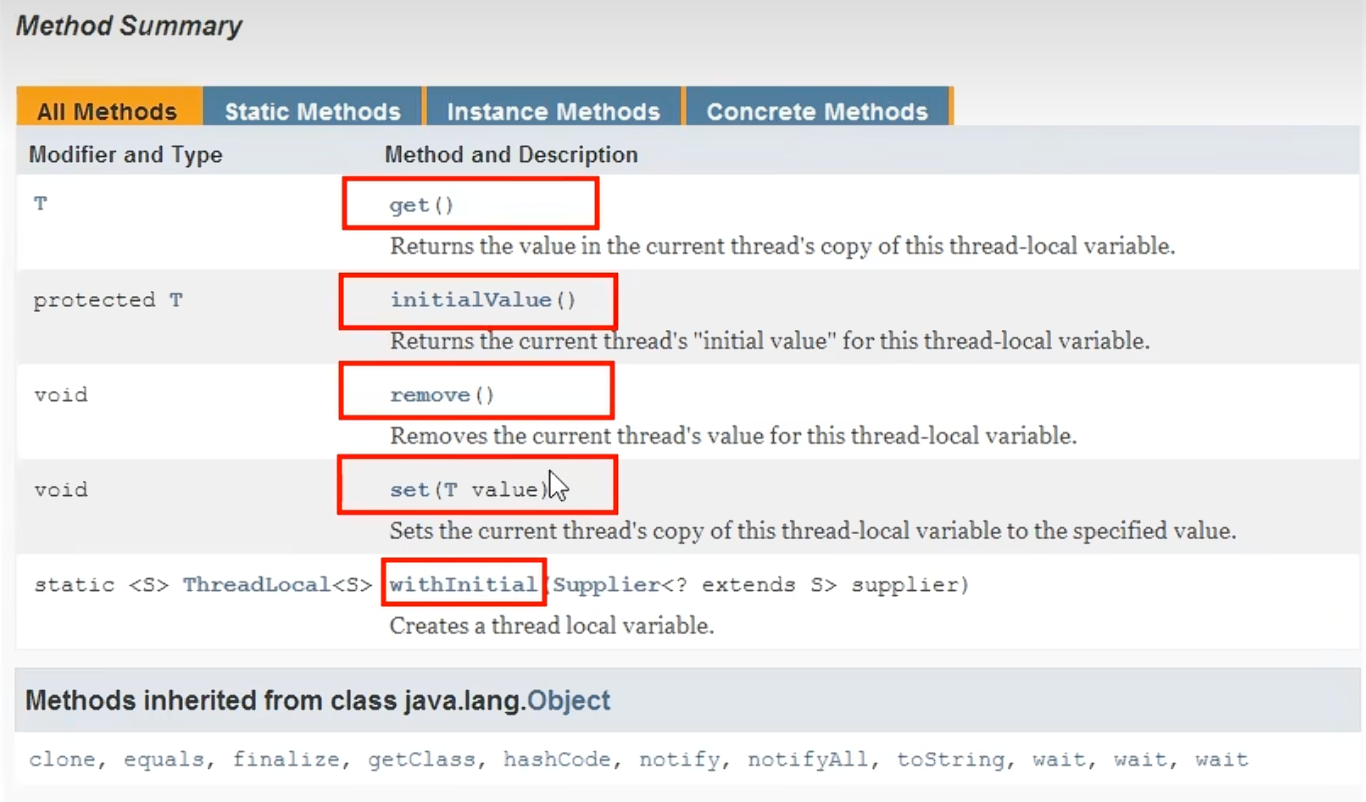 Method Summary
All Methods Static Methods Instance Methods Concrete Methods
Modifier and Type Method and Description
T get()
Returns the value in the current thread's copy of this thread-local variable.
protected T initialValue()
Returns the current thread's "initial value" for this thread-local variable.
void remove()
Removes the current thread's value for this thread-local variable.
void set(T value)
Sets the current thread's copy of this thread-local variable to the specified value.
static <S> ThreadLocal<S> withInitial(Supplier<? extends S> supplier)
Creates a thread local variable.
Methods inherited from class java.lang.Object
clone, equals, finalize, getClass, hashCode, notify, notifyAll, toString, wait, wait, wait